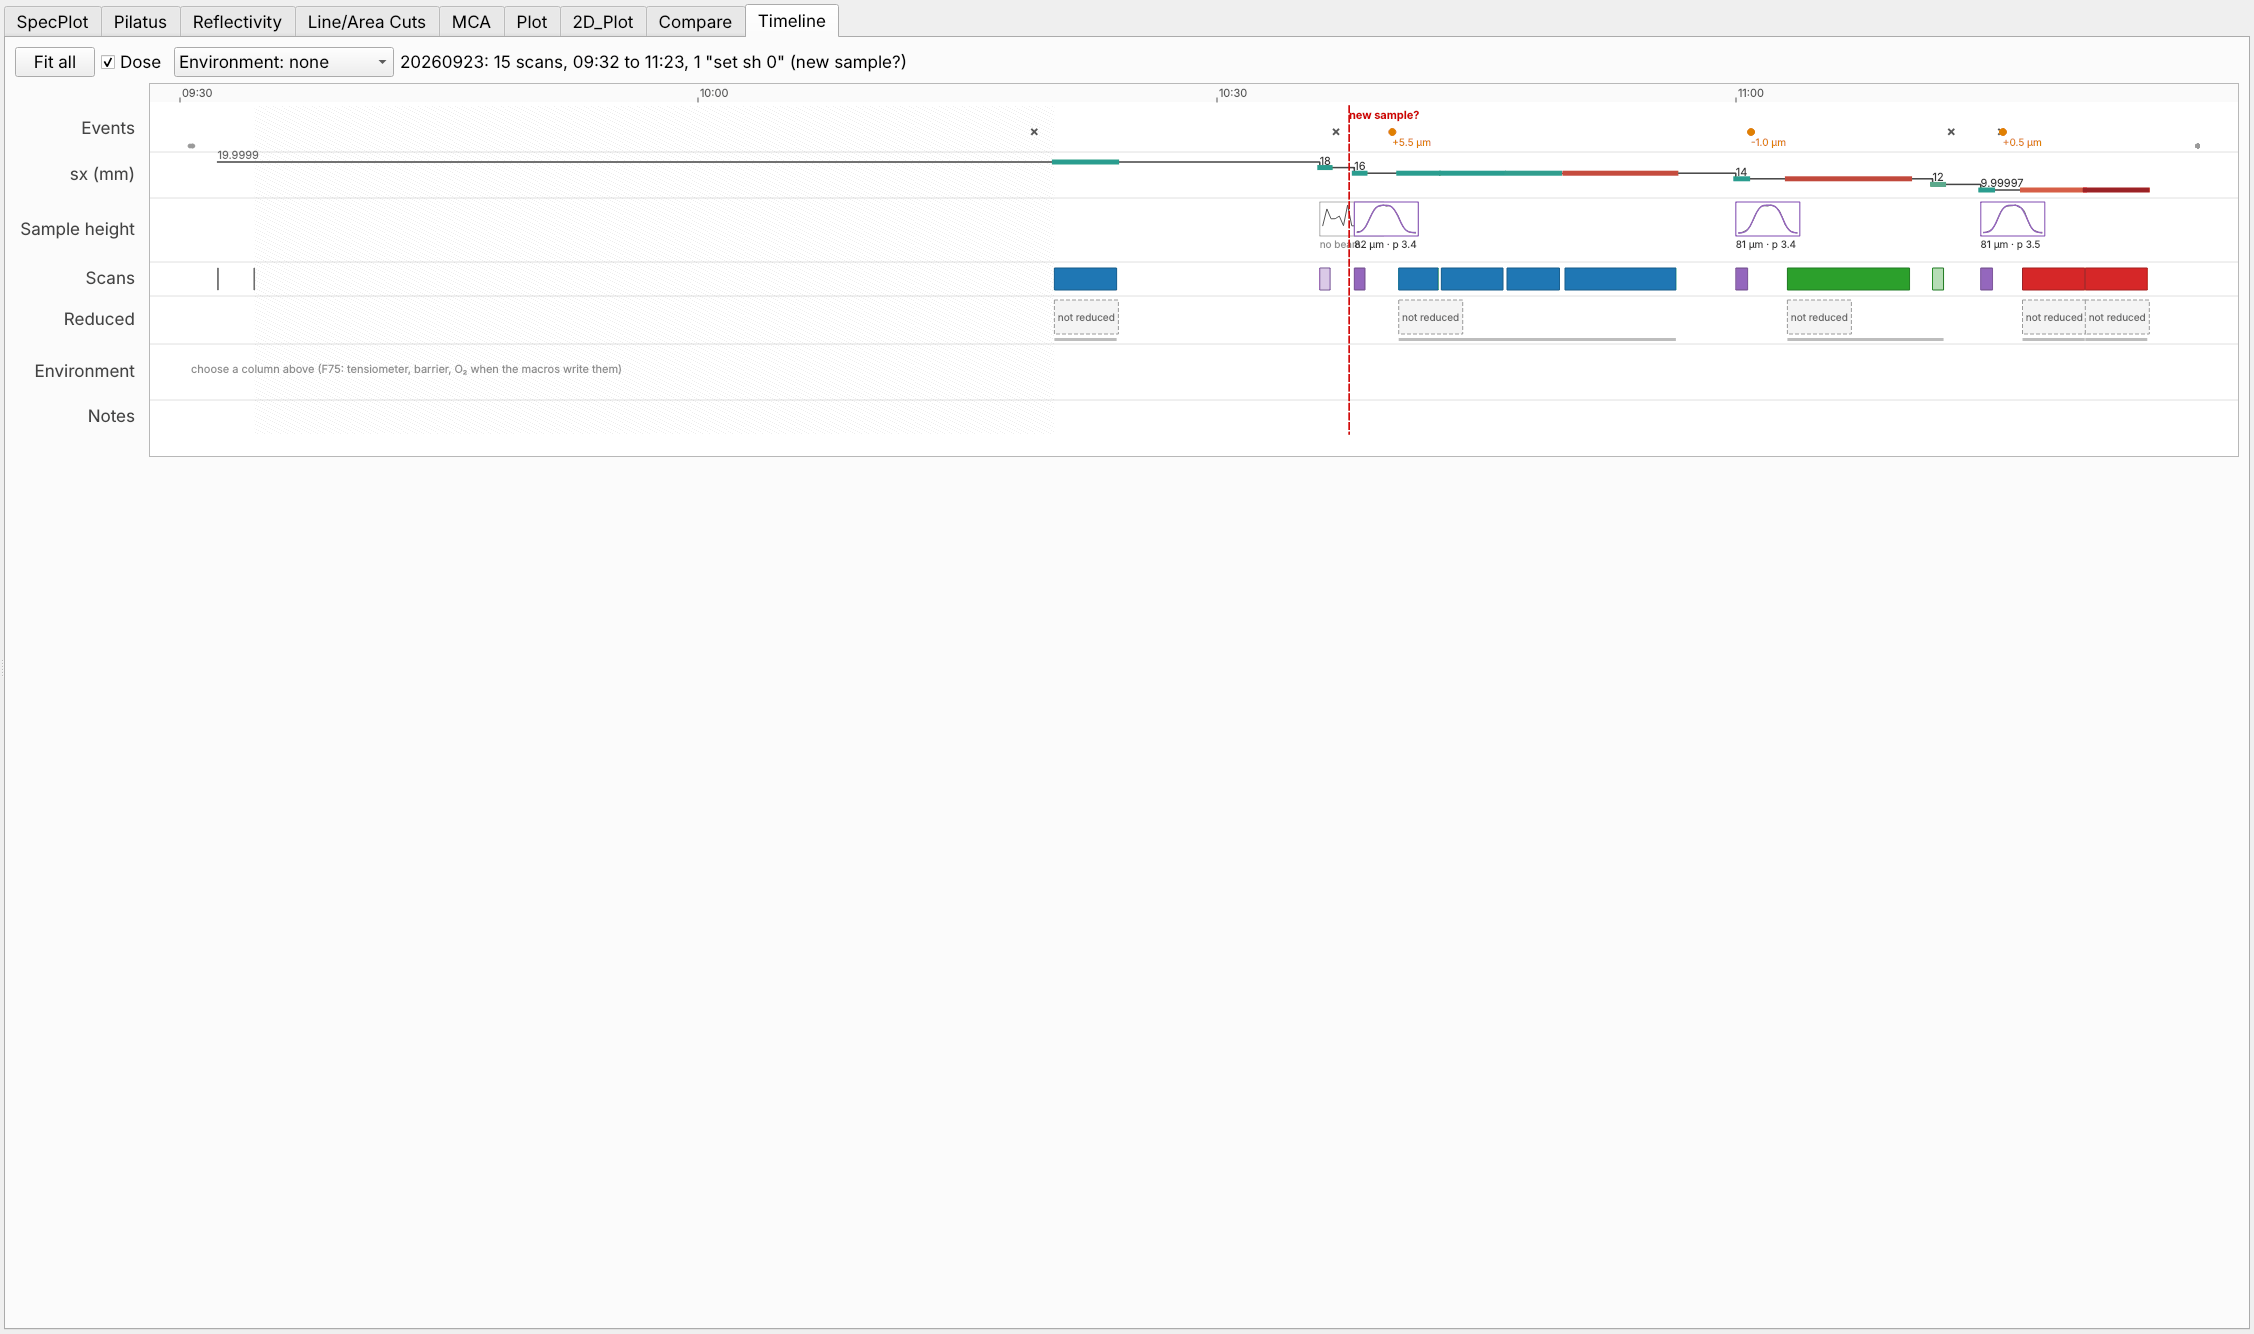 SpecPlot Pilatus Reflectivity Line/Area Cuts MCA Plot 2D_Plot Compare Timeline
Fit all Dose Environment: none 20260923: 15 scans, 09:32 to 11:23, 1 "set sh 0" (new sample?)
09:30 10:00 10:30 11:00
Events
new sample?
+5.5 µm -1.0 µm +0.5 µm
sx (mm)
19.9999 18 16 14 12 9.99997
Sample height
82 µm · p 3.4 81 µm · p 3.4 81 µm · p 3.5
no
Scans
Reduced
not reduced not reduced not reduced not reduced not reduced
Environment
choose a column above (F75: tensiometer, barrier, O₂ when the macros write them)
Notes